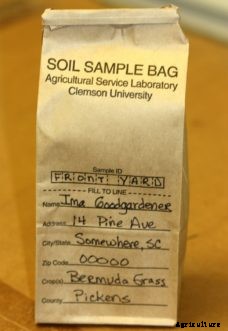 SOIL SAMPLE BAG
Agricultural Service Laboratory
Clemson University
Sample ID
FRONT YARD
FILL TO LINE
Name Ima Goodgardener
Address 14 Pine Ave
City/State Somewhere, SC
Zip Code 00000
Crop(s) Bermuda Grass
County Pickens
Agriculture